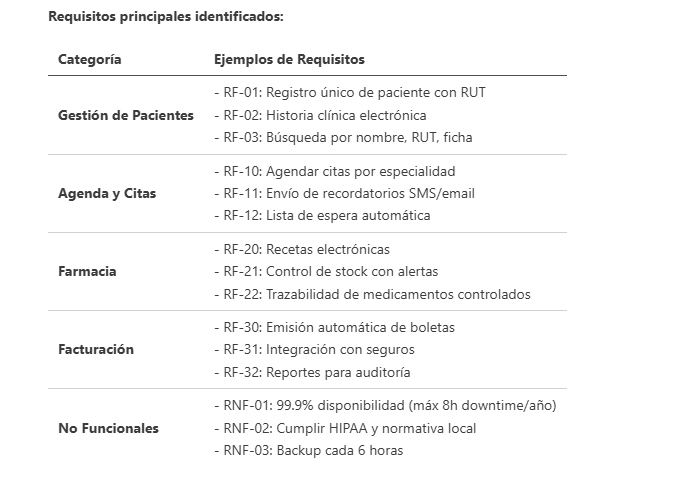 Requisitos principales identificados:
Categoría Ejemplos de Requisitos
- RF-01: Registro único de paciente con RUT
Gestión de Pacientes - RF-02: Historia clínica electrónica
- RF-03: Búsqueda por nombre, RUT, ficha
- RF-10: Agendar citas por especialidad
Agenda y Citas - RF-11: Envío de recordatorios SMS/email
- RF-12: Lista de espera automática
- RF-20: Recetas electrónicas
Farmacia - RF-21: Control de stock con alertas
- RF-22: Trazabilidad de medicamentos controlados
- RF-30: Emisión automática de boletas
Facturación - RF-31: Integración con seguros
- RF-32: Reportes para auditoría
- RNF-01: 99.9% disponibilidad (máx 8h downtime/año)
No Funcionales - RNF-02: Cumplir HIPAA y normativa local
- RNF-03: Backup cada 6 horas